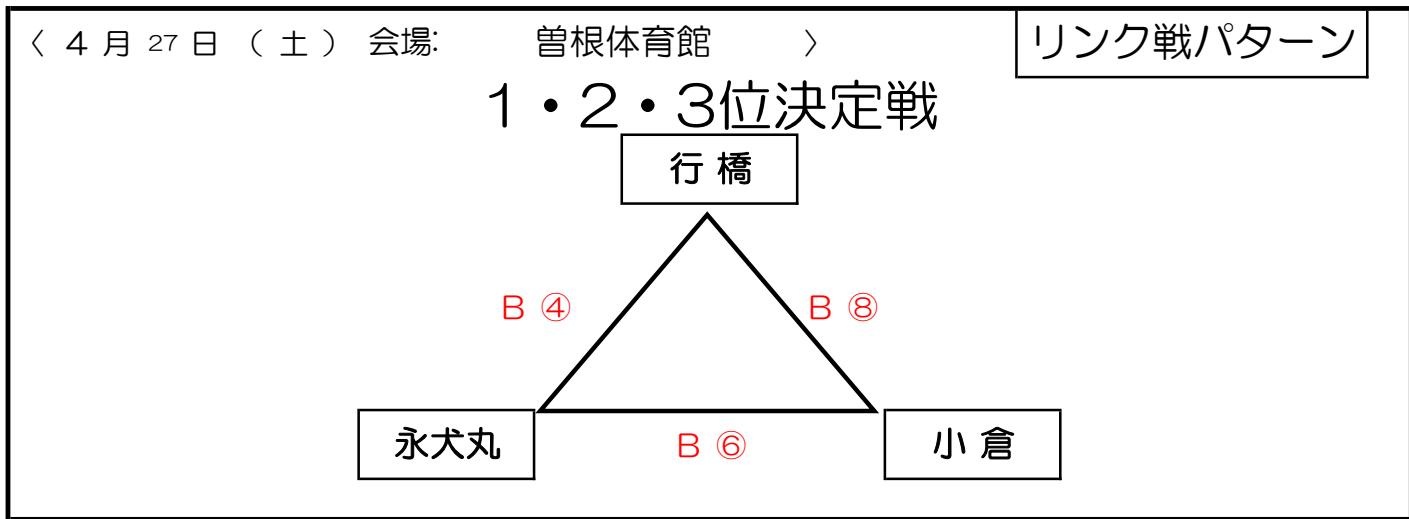 〈 4 月 27 日 （ 土 ） 会場: 曽根体育館 〉
リンク戦パターン
1・2・3位決定戦
行 橋
B ④
B ⑧
永犬丸
B ⑥
小 倉